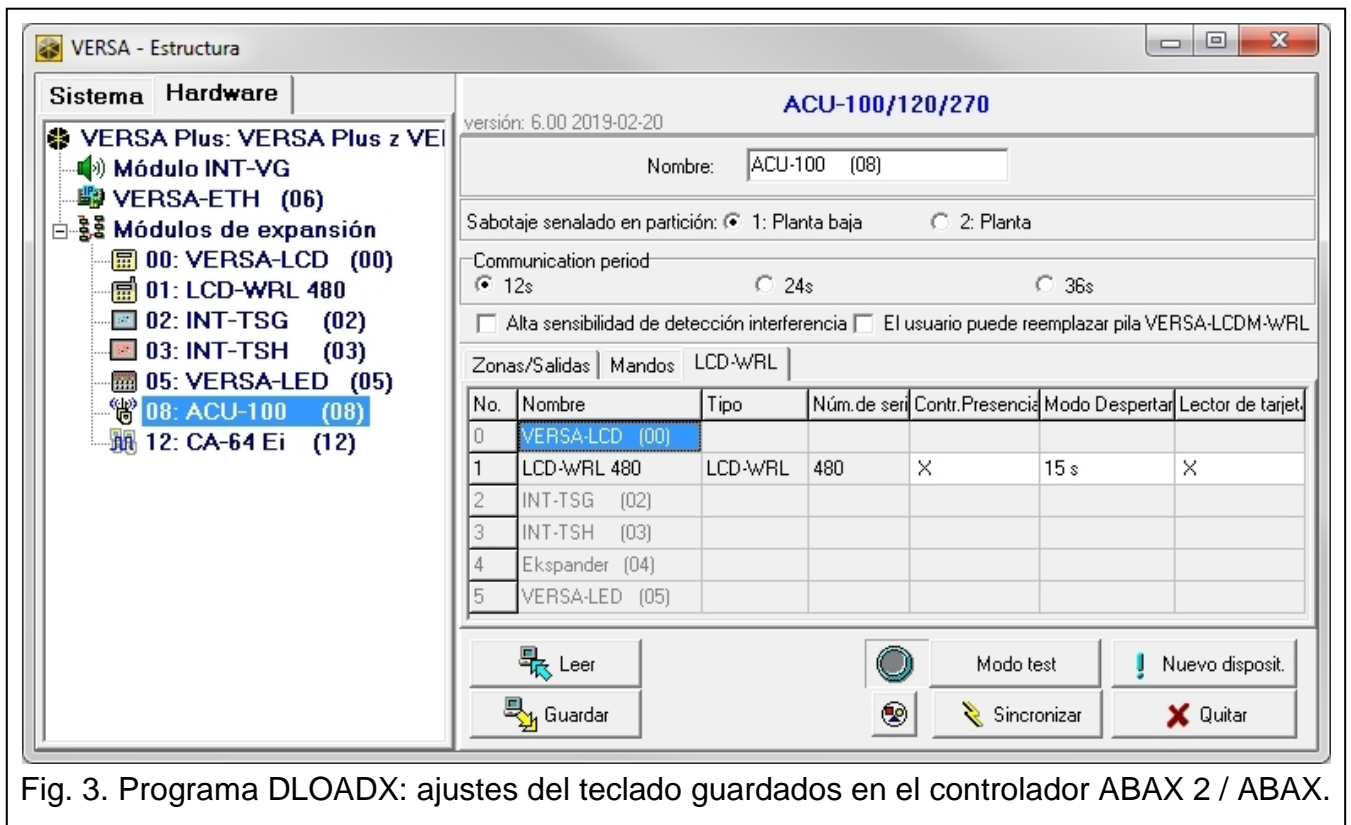 VERSA - Estructura
Sistema Hardware
VERSA Plus: VERSA Plus z VE
Módulo INT-VG
VERSA-ETH (06)
Módulos de expansión
00: VERSA-LCD (00)
01: LCD-WRL 480
02: INT-TSG (02)
03: INT-TSH (03)
05: VERSA-LED (05)
08: ACU-100 (08)
12: CA-64 Ei (12)
ACU-100/120/270
versión: 6.00 2019-02-20
Nombre: ACU-100 (08)
Sabotaje senalado en partición: 1: Planta baja 2: Planta
Communication period
12s 24s 36s
Alta sensibilidad de detección interferencia El usuario puede reemplazar pila VERSA-LCDM-WRL
Zonas/Salidas Mandos LCD-WRL
No. Nombre Tipo Núm.de seri Contr.Presencia Modo Despertar Lector de tarjet
0 VERSA-LCD (00)
1 LCD-WRL 480 LCD-WRL 480 X 15 s X
2 INT-TSG (02)
3 INT-TSH (03)
4 Ekspander (04)
5 VERSA-LED (05)
Leer Modo test Nuevo disposit.
Guardar Sincronizar Quitar
Fig. 3. Programa DLOADX: ajustes del teclado guardados en el controlador ABAX 2 / ABAX.